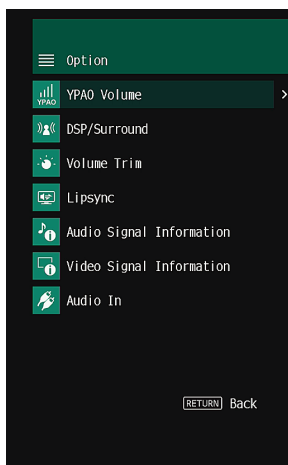 Option
YPAO
YPAO Volume
DSP/Surround
Volume Trim
Lipsync
Audio Signal Information
Video Signal Information
Audio In
RETURN Back